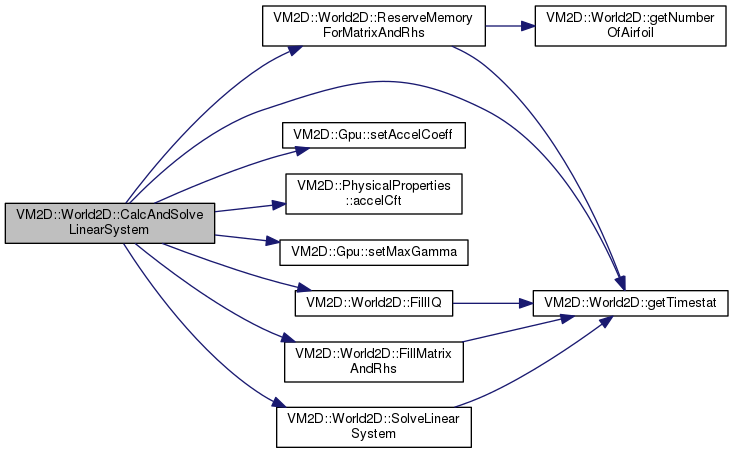 VM2D::World2D::CalcAndSolve
LinearSystem
VM2D::World2D::ReserveMemory
ForMatrixAndRhs
VM2D::World2D::getNumber
OfAirfoil
VM2D::Gpu::setAccelCoeff
VM2D::PhysicalProperties
::accelCft
VM2D::Gpu::setMaxGamma
VM2D::World2D::FillIQ
VM2D::World2D::getTimestat
VM2D::World2D::FillMatrix
AndRhs
VM2D::World2D::SolveLinear
System